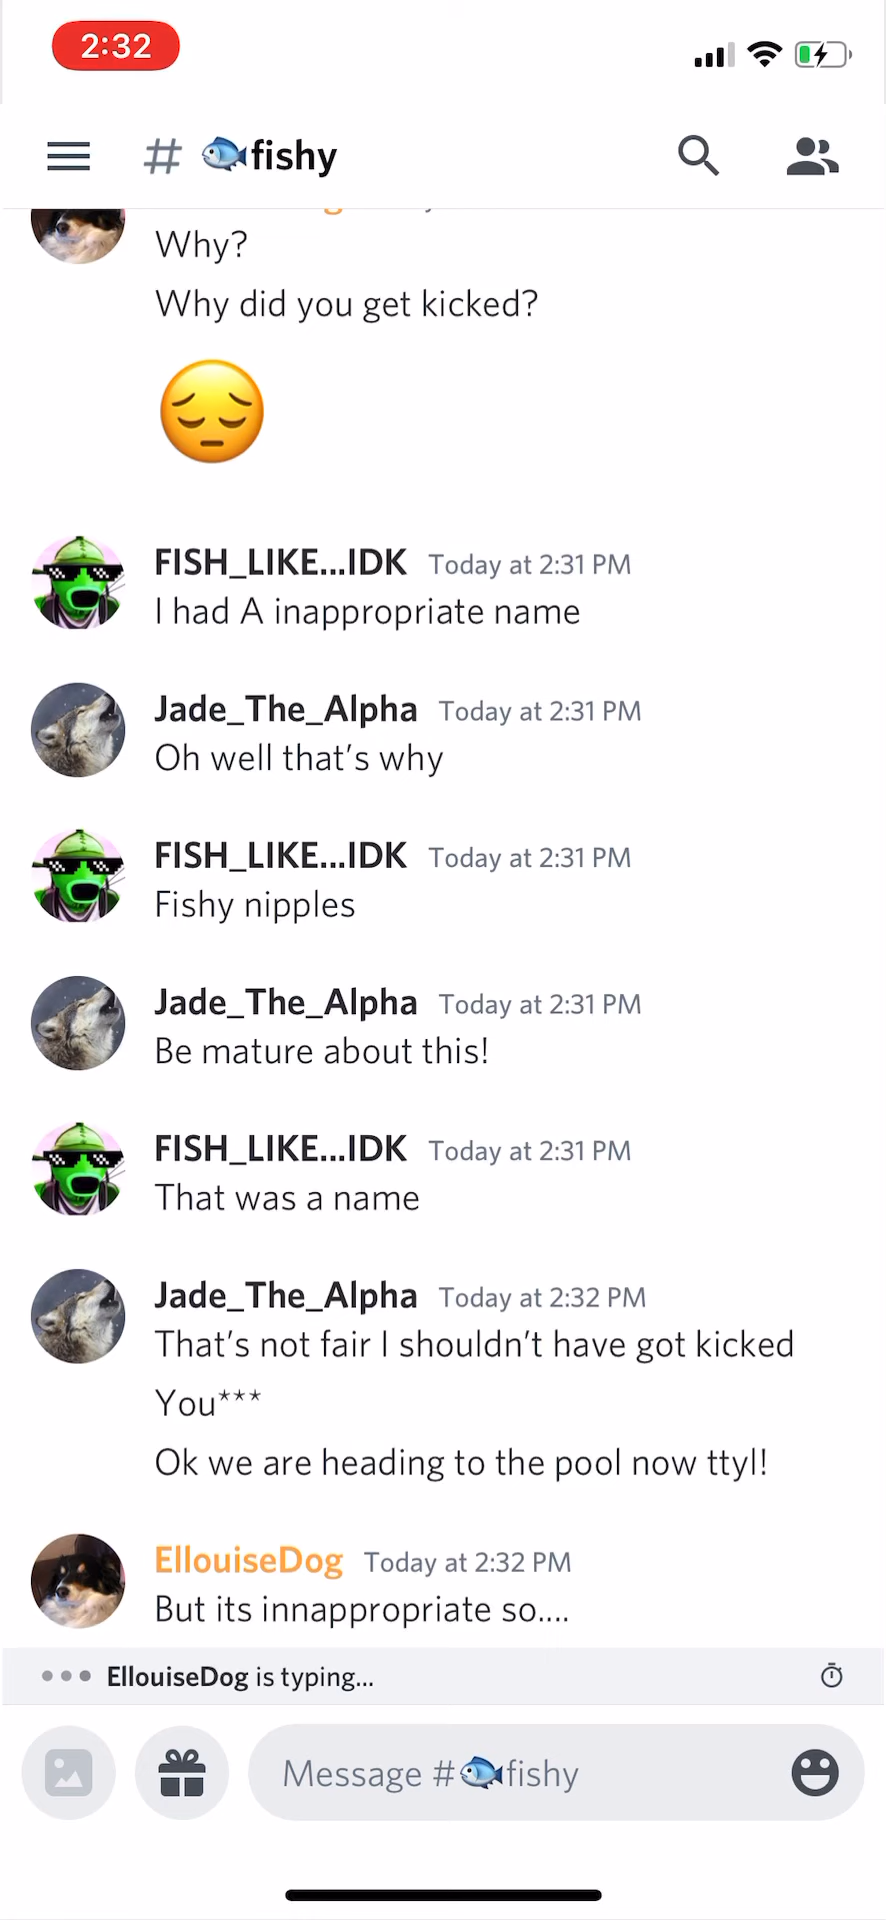 2:32
# 🐟fishy
Why?
Why did you get kicked?
😔
FISH_LIKE...IDK Today at 2:31 PM
I had A inappropriate name
Jade_The_Alpha Today at 2:31 PM
Oh well that's why
FISH_LIKE...IDK Today at 2:31 PM
Fishy nipples
Jade_The_Alpha Today at 2:31 PM
Be mature about this!
FISH_LIKE...IDK Today at 2:31 PM
That was a name
Jade_The_Alpha Today at 2:32 PM
That's not fair I shouldn't have got kicked
You***
Ok we are heading to the pool now ttyl!
EllouiseDog Today at 2:32 PM
But its innappropriate so....
EllouiseDog is typing...
Message #🐟fishy